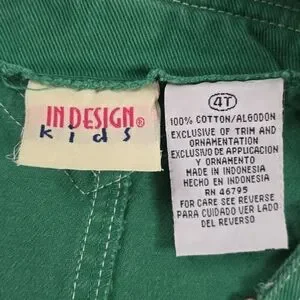 IN DESIGN®
kids
4T
100% COTTON/ALGODON
EXCLUSIVE OF TRIM AND
ORNAMENTATION
EXCLUSIVO DE APPLICACION
Y ORNAMENTO
MADE IN INDONESIA
HECHO EN INDONESIA
RN 46795
FOR CARE SEE REVERSE
PARA CUIDADO VER LADO
DEL REVERSO